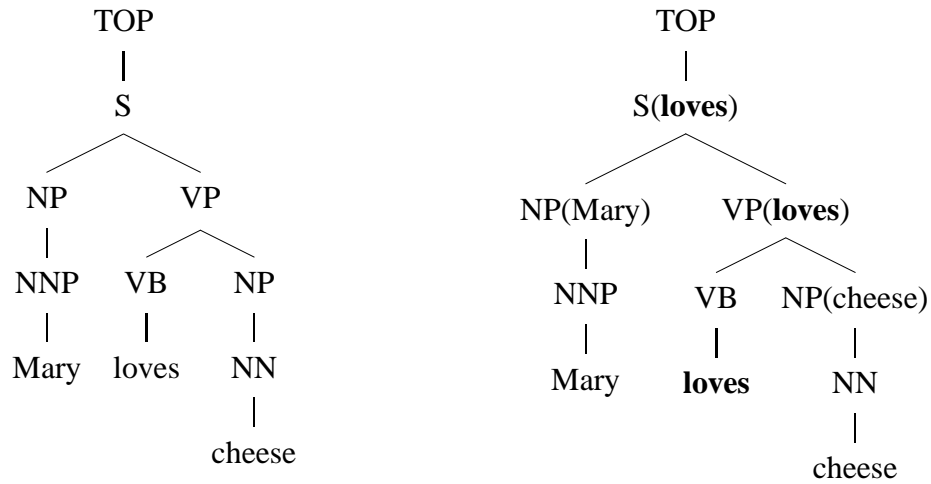 TOP TOP
S S(loves)
NP VP NP(Mary) VP(loves)
NNP VB NP NNP VB NP(cheese)
Mary loves NN Mary loves NN
cheese cheese